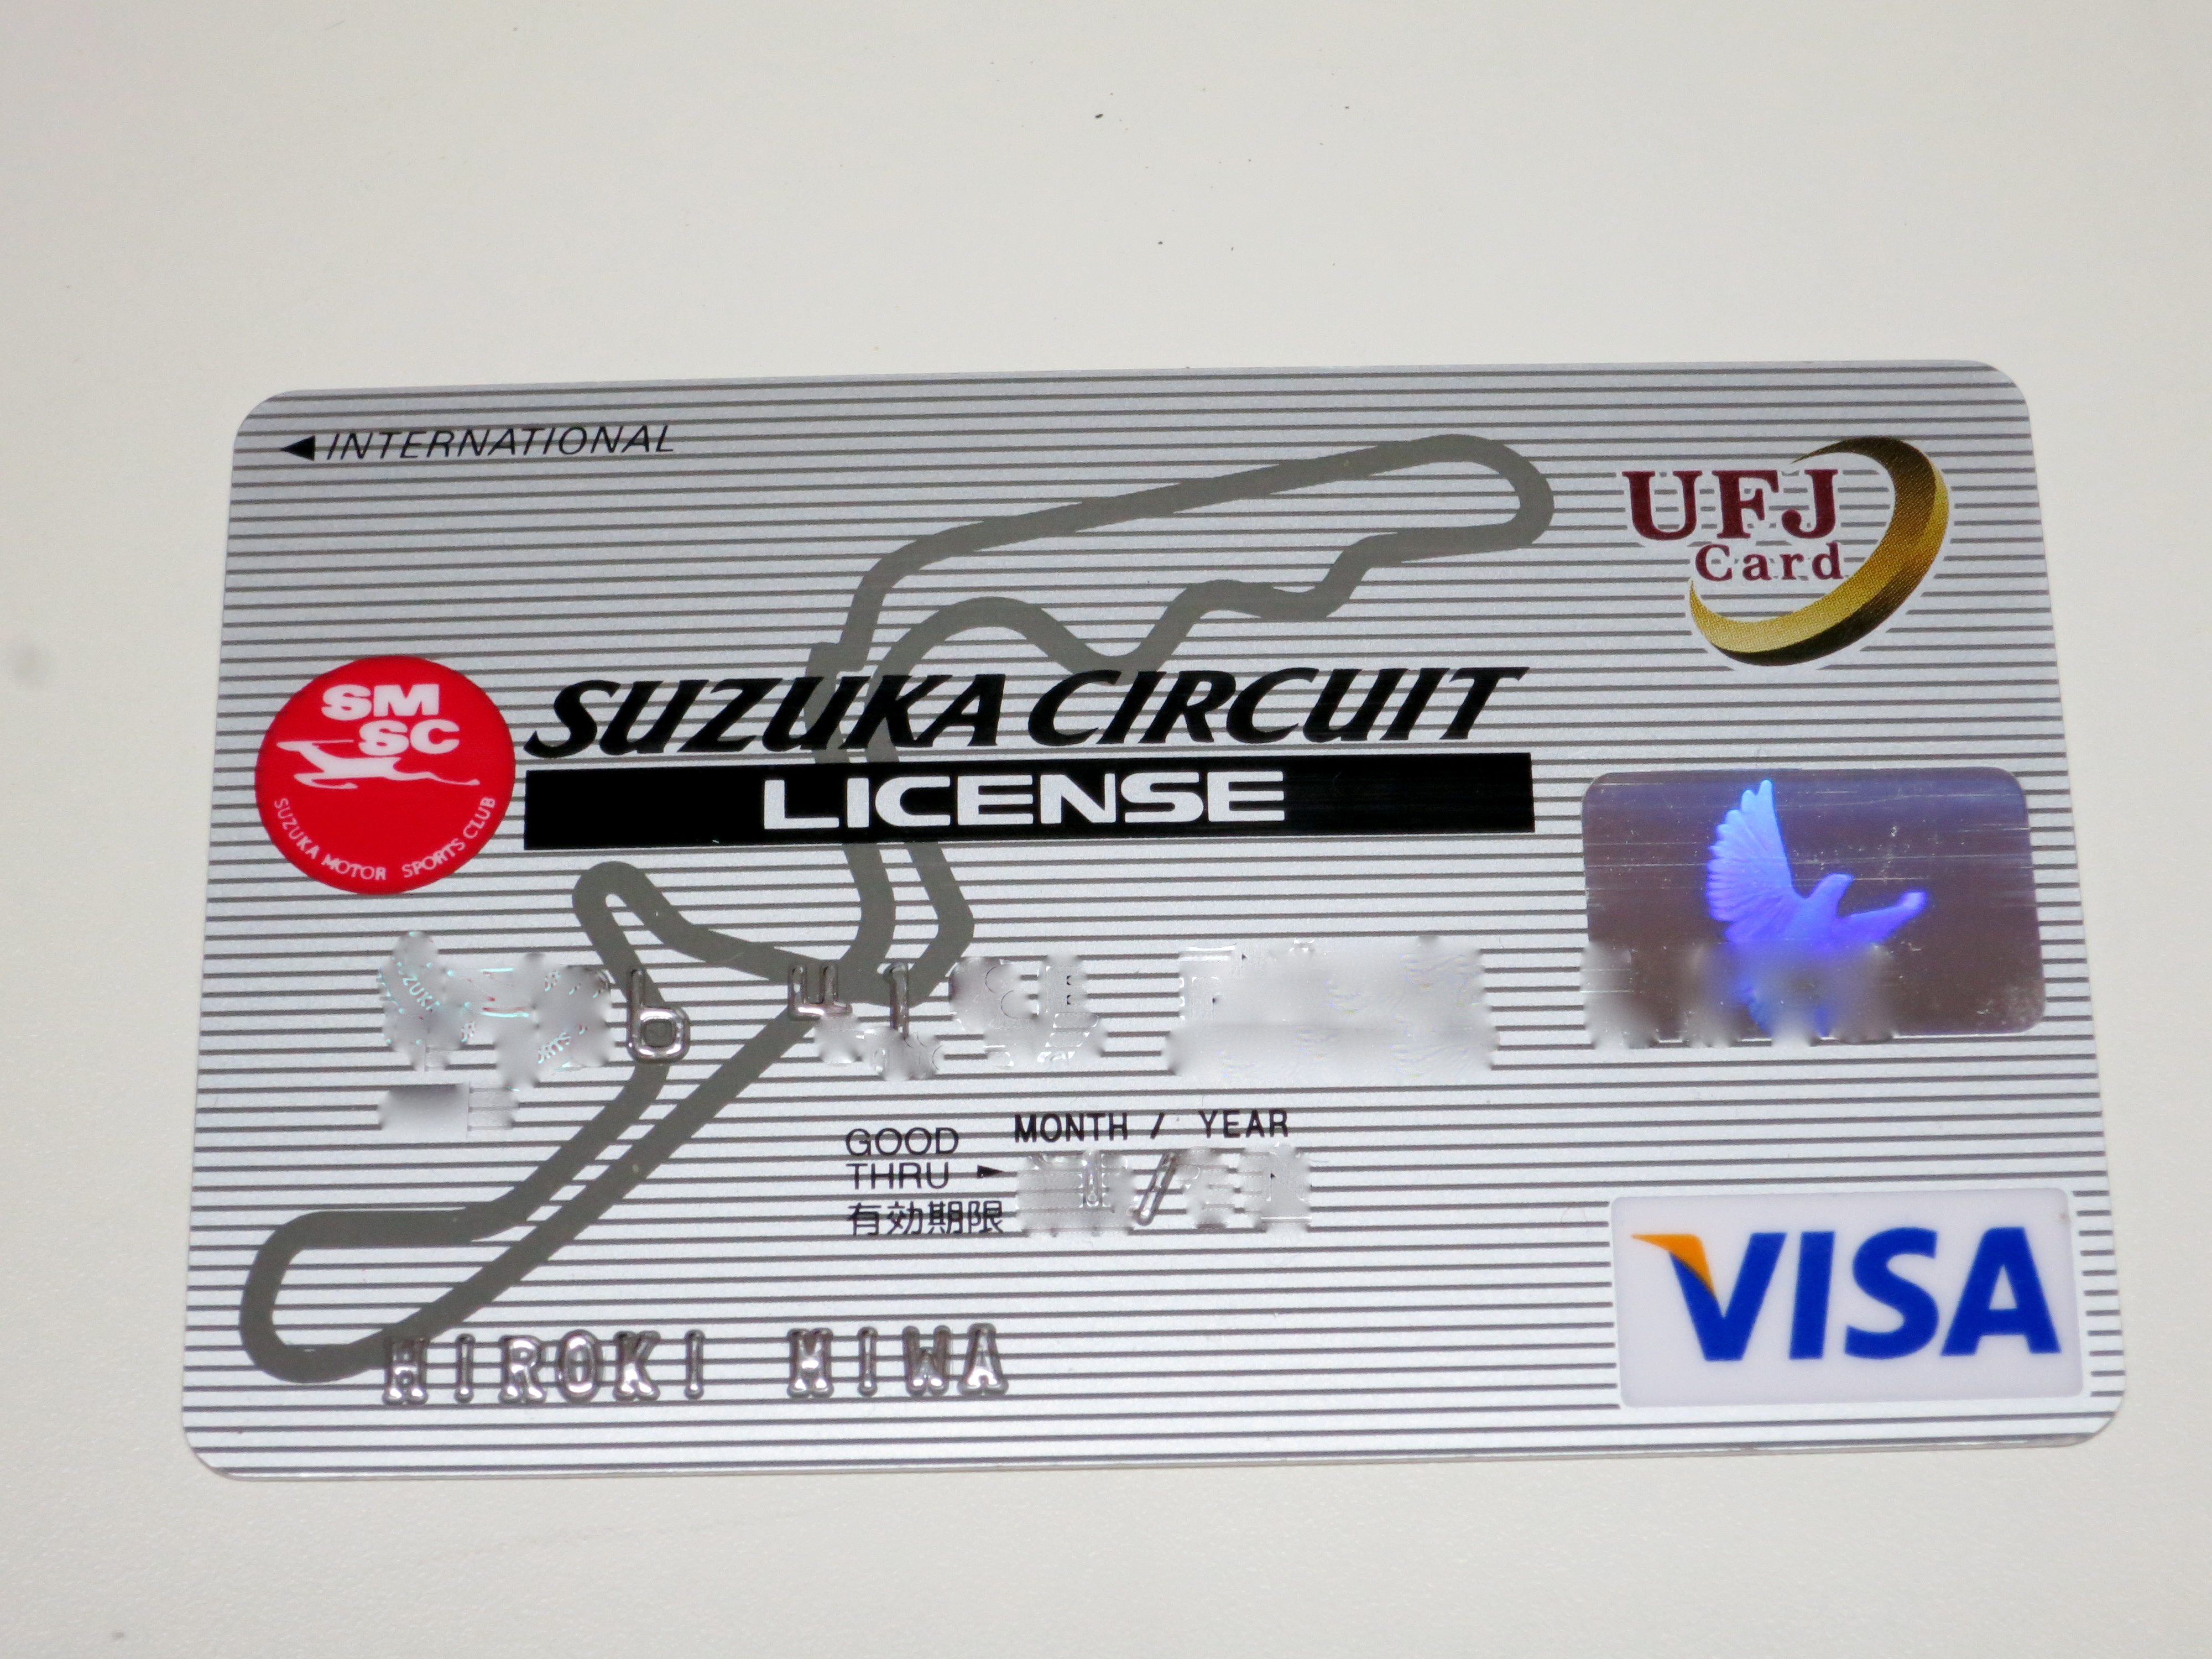 INTERNATIONAL
UFJ
Card
SM
SC
SUZUKA MOTOR SPORTS CLUB
SUZUKA CIRCUIT
LICENSE
MONTH / YEAR
GOOD
THRU
有効期限
HIROKI MIWA
VISA